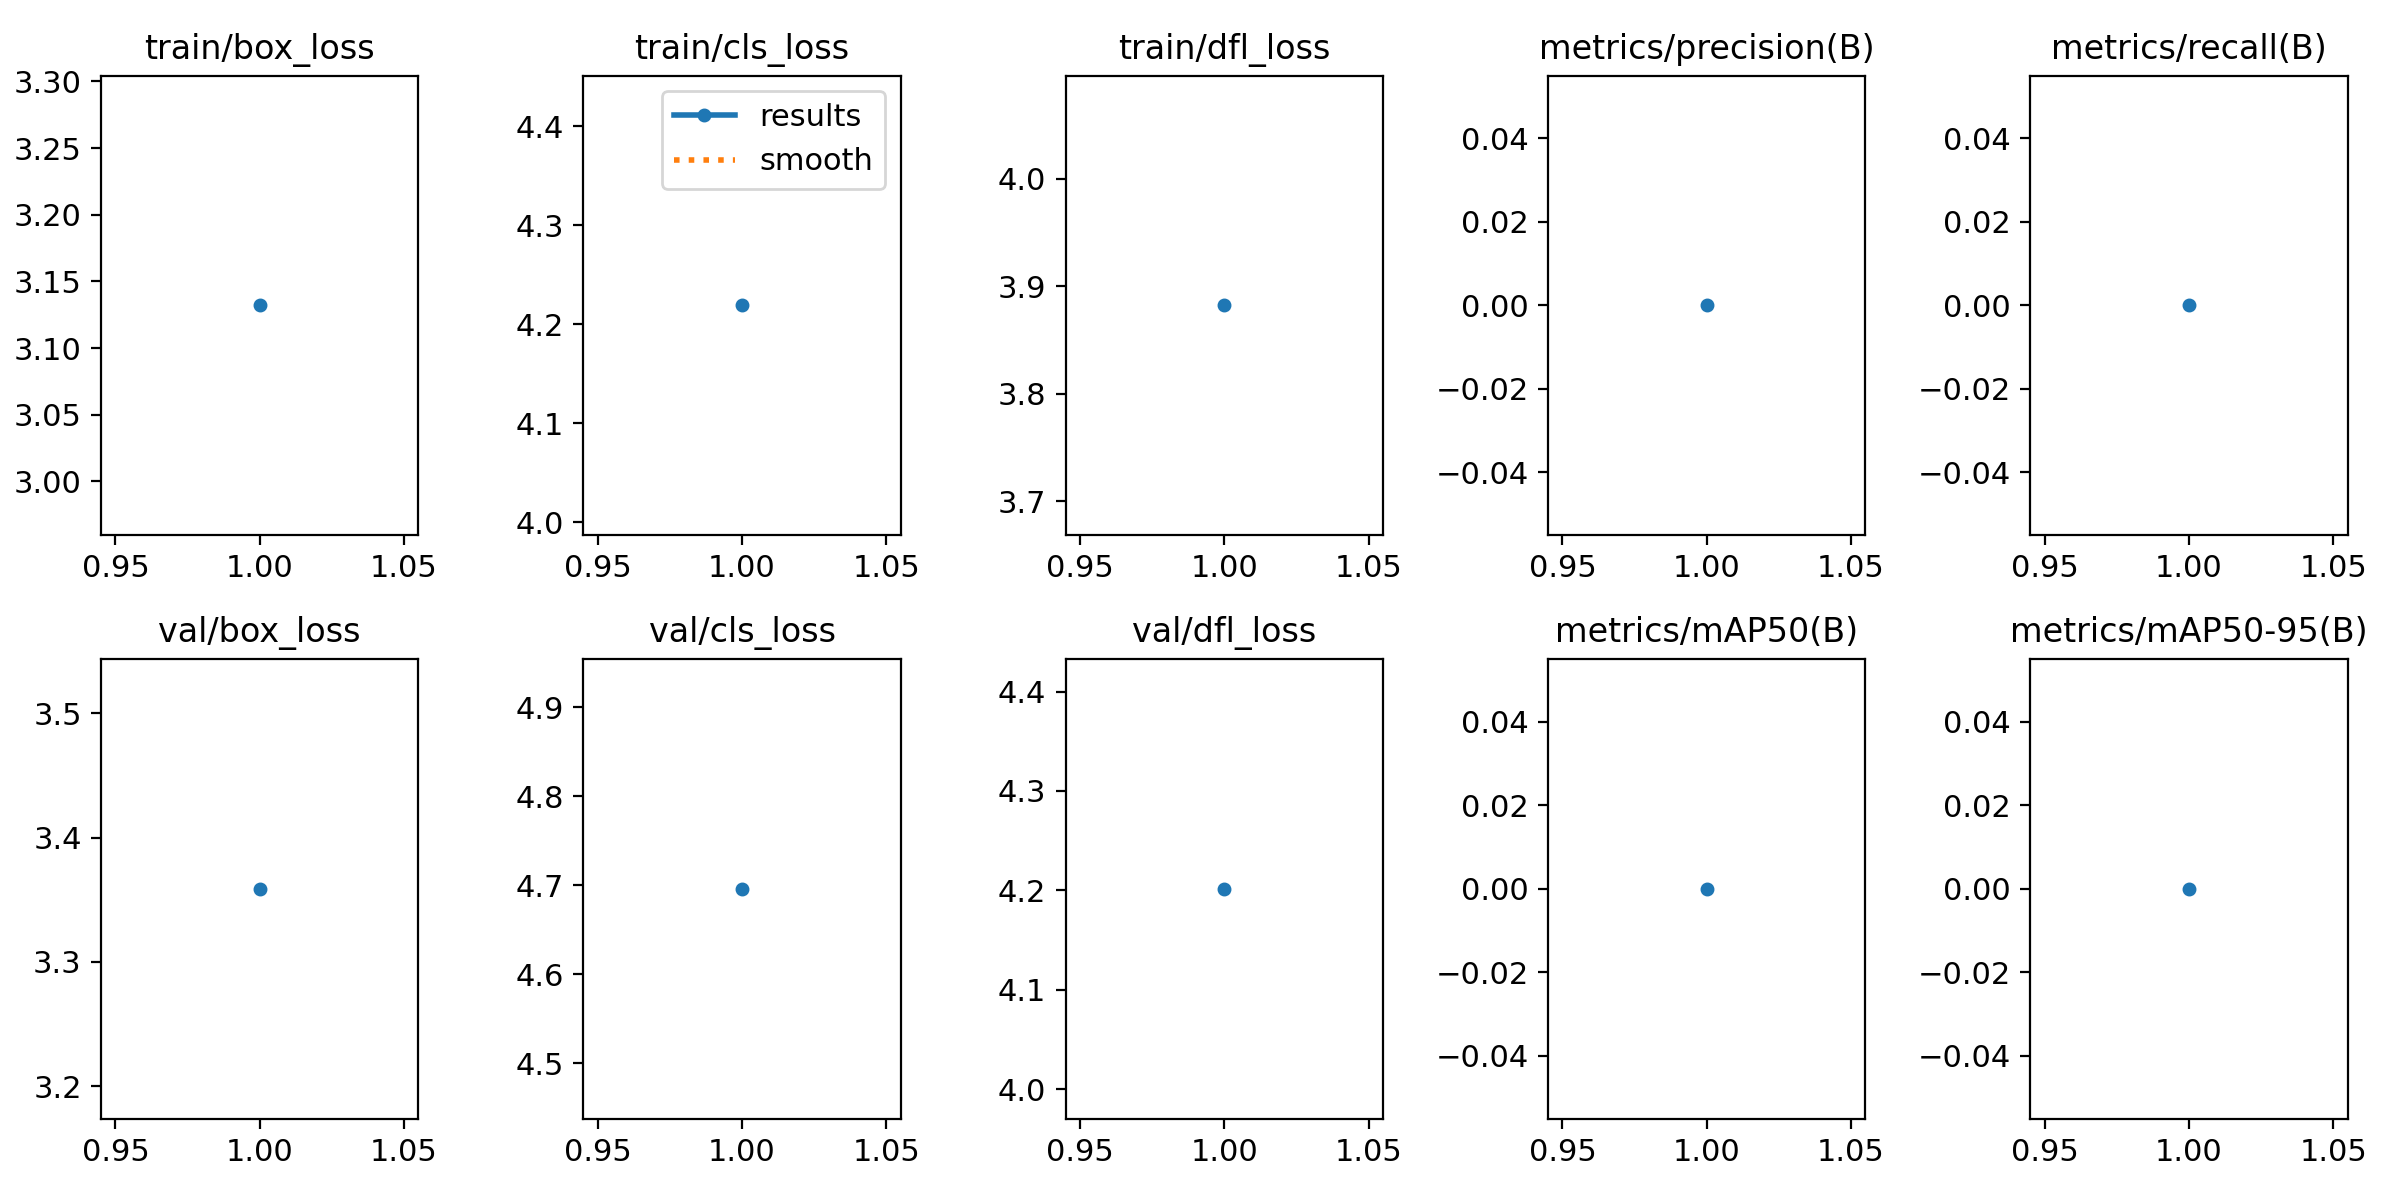 train/box_loss
3.30
3.25
3.20
3.15
3.10
3.05
3.00
0.95 1.00 1.05
train/cls_loss
results
smooth
4.4
4.3
4.2
4.1
4.0
0.95 1.00 1.05
train/dfl_loss
4.0
3.9
3.8
3.7
0.95 1.00 1.05
metrics/precision(B)
0.04
0.02
0.00
−0.02
−0.04
0.95 1.00 1.05
metrics/recall(B)
0.04
0.02
0.00
−0.02
−0.04
0.95 1.00 1.05
val/box_loss
3.5
3.4
3.3
3.2
0.95 1.00 1.05
val/cls_loss
4.9
4.8
4.7
4.6
4.5
0.95 1.00 1.05
val/dfl_loss
4.4
4.3
4.2
4.1
4.0
0.95 1.00 1.05
metrics/mAP50(B)
0.04
0.02
0.00
−0.02
−0.04
0.95 1.00 1.05
metrics/mAP50-95(B)
0.04
0.02
0.00
−0.02
−0.04
0.95 1.00 1.05